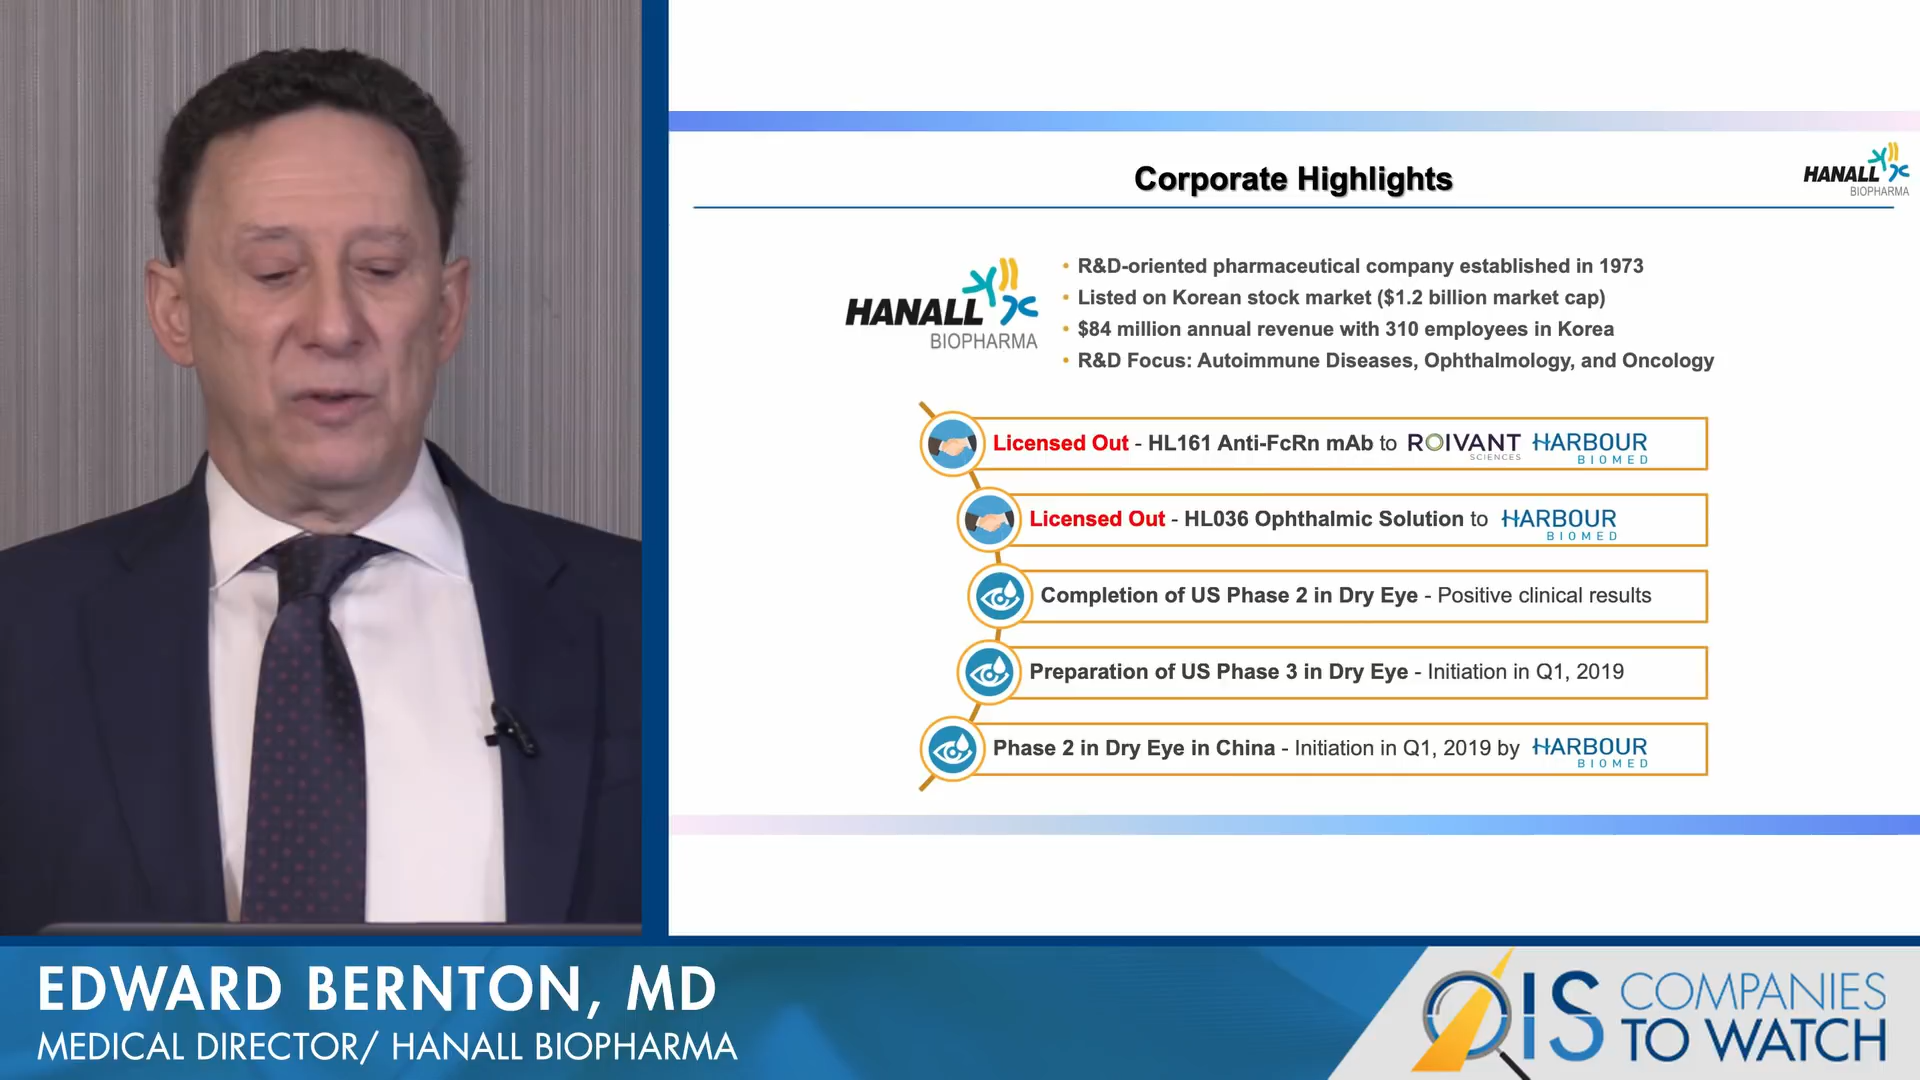 Corporate Highlights
HANALL
BIOPHARMA
HANALL
BIOPHARMA
• R&D-oriented pharmaceutical company established in 1973
• Listed on Korean stock market ($1.2 billion market cap)
• $84 million annual revenue with 310 employees in Korea
• R&D Focus: Autoimmune Diseases, Ophthalmology, and Oncology
Licensed Out - HL161 Anti-FcRn mAb to ROIVANT SCIENCES HARBOUR BIOMED
Licensed Out - HL036 Ophthalmic Solution to HARBOUR BIOMED
Completion of US Phase 2 in Dry Eye - Positive clinical results
Preparation of US Phase 3 in Dry Eye - Initiation in Q1, 2019
Phase 2 in Dry Eye in China - Initiation in Q1, 2019 by HARBOUR BIOMED
EDWARD BERNTON, MD
MEDICAL DIRECTOR/ HANALL BIOPHARMA
OIS COMPANIES
TO WATCH